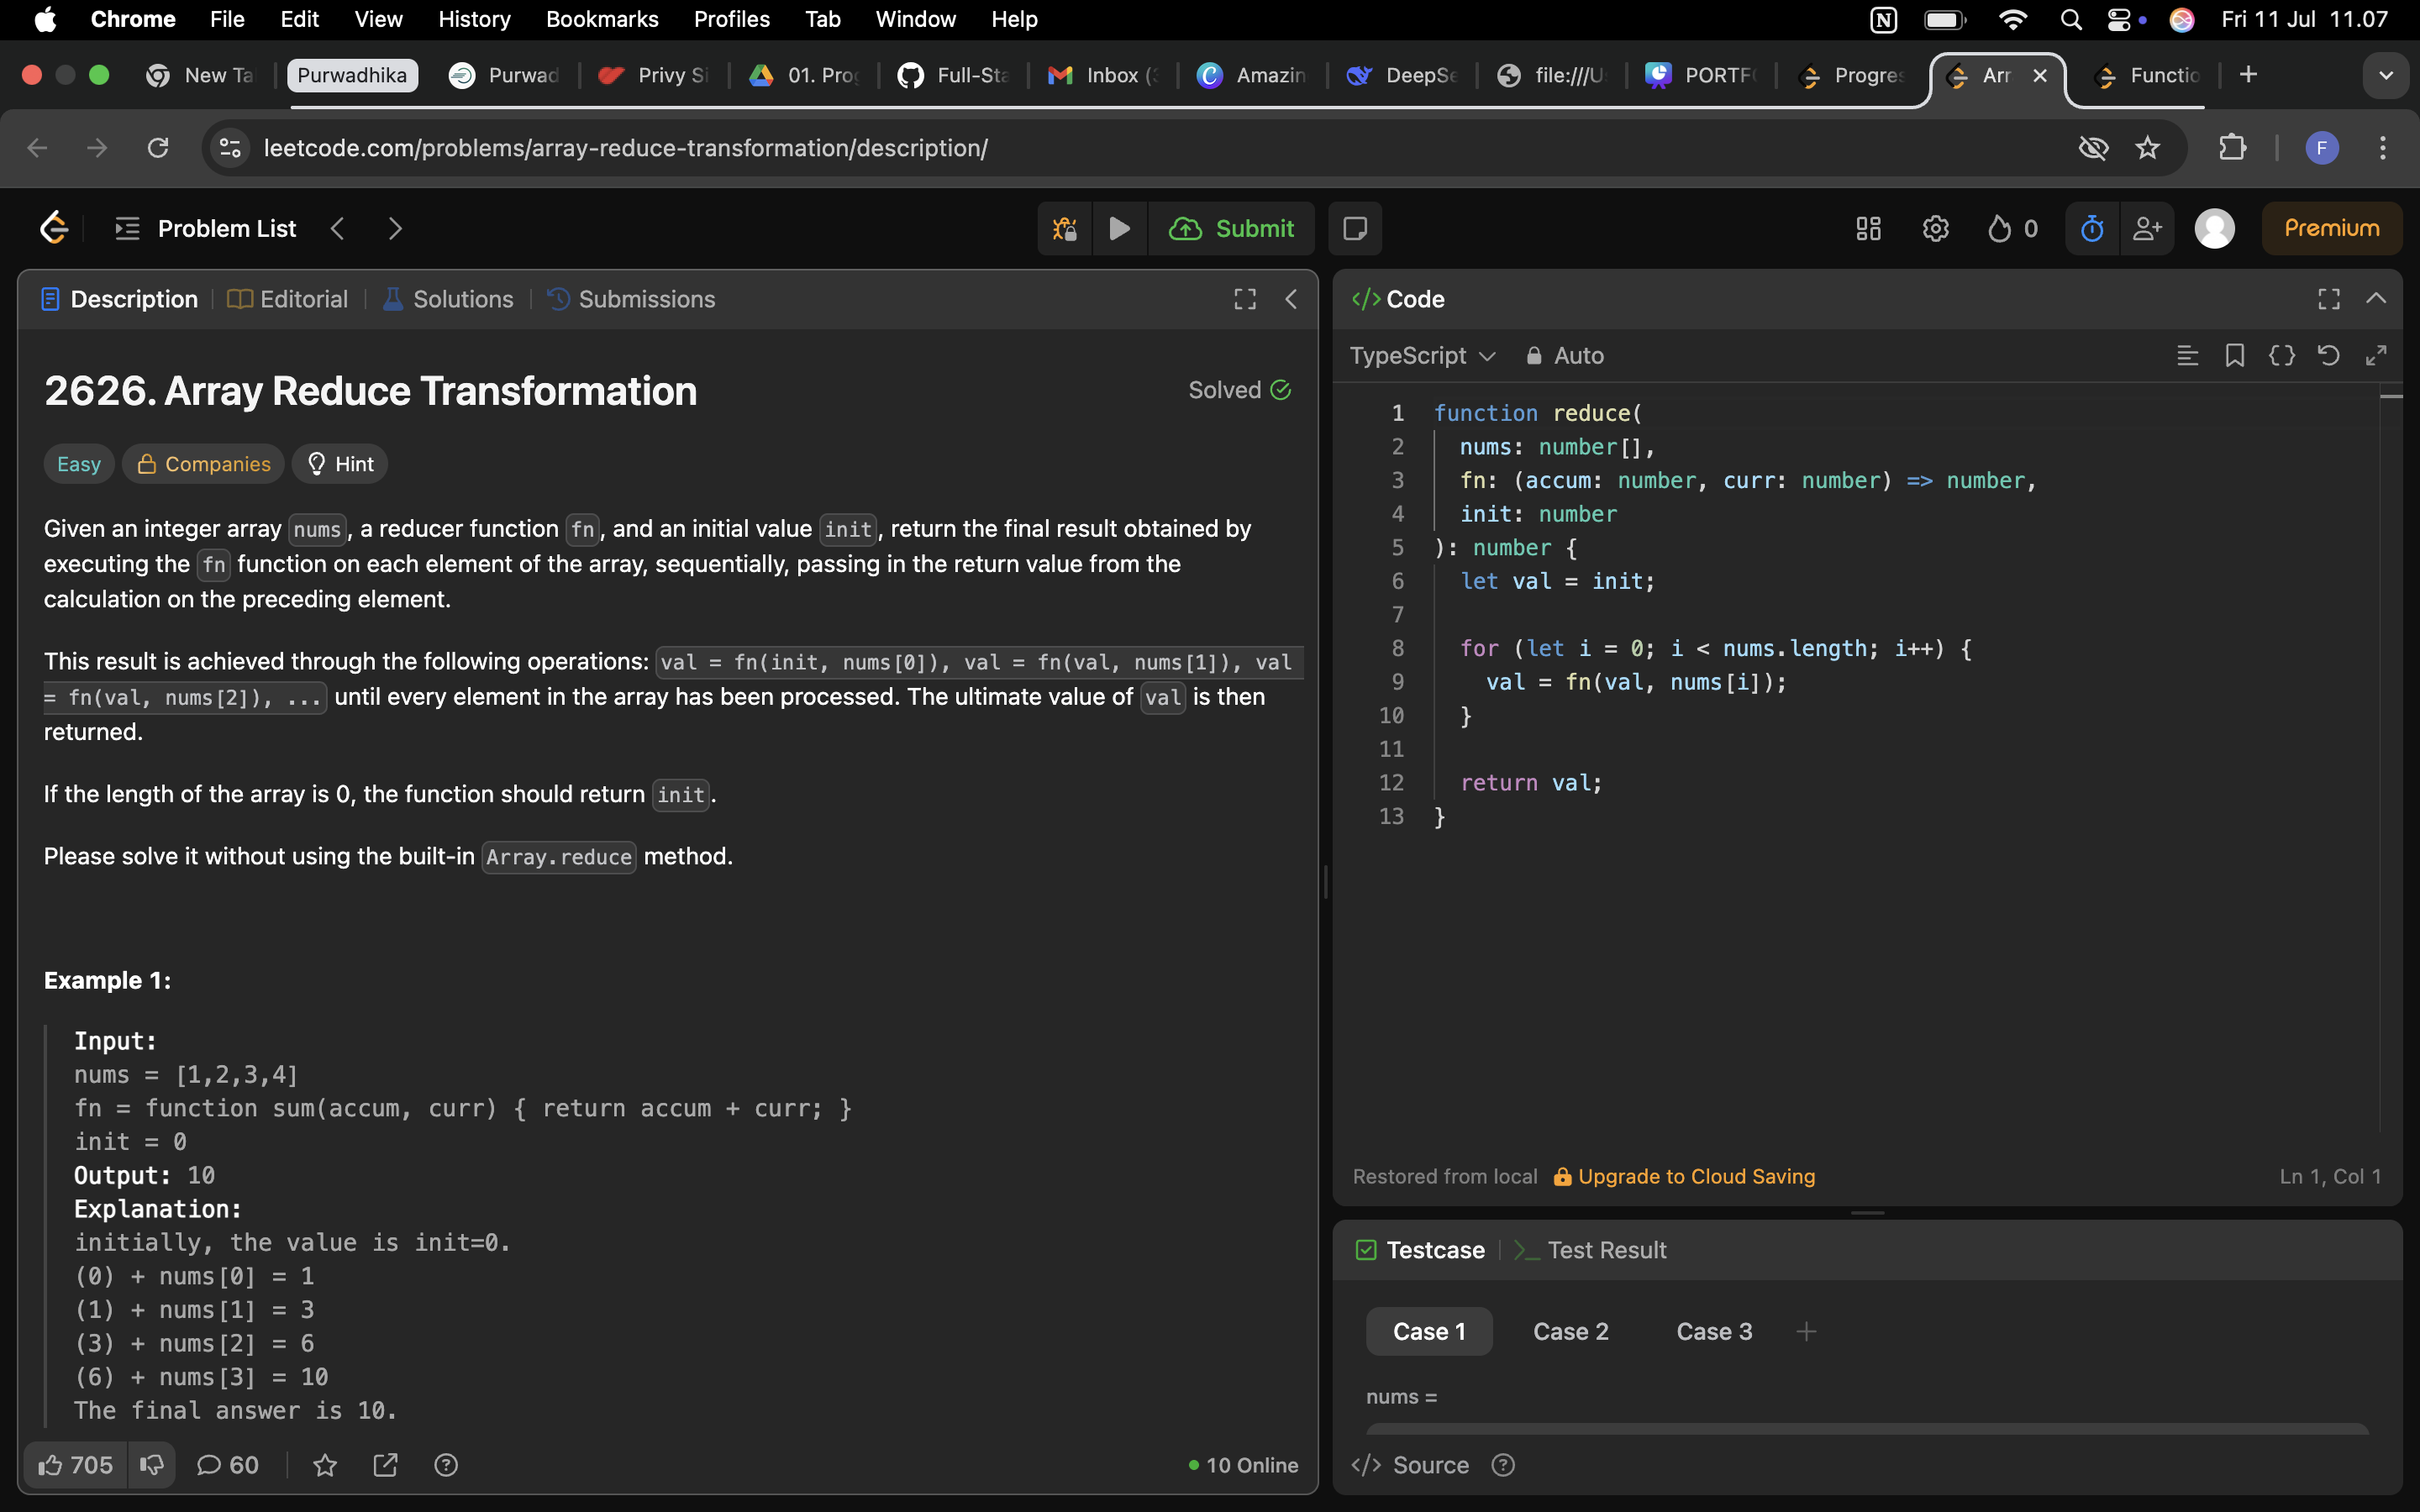 Chrome File Edit View History Bookmarks Profiles Tab Window Help Fri 11 Jul 11.07
New Ta Purwadhika Purwad Privy Si 01. Prog Full-Sta Inbox (3 Amazin DeepSe file:///U PORTF Progres Arr Functio
leetcode.com/problems/array-reduce-transformation/description/ F
Problem List Submit 0 Premium
Description Editorial Solutions Submissions
2626. Array Reduce Transformation Solved
Easy Companies Hint
Given an integer array nums, a reducer function fn, and an initial value init, return the final result obtained by
executing the fn function on each element of the array, sequentially, passing in the return value from the
calculation on the preceding element.
This result is achieved through the following operations: val = fn(init, nums[0]), val = fn(val, nums[1]), val
= fn(val, nums[2]), ... until every element in the array has been processed. The ultimate value of val is then
returned.
If the length of the array is 0, the function should return init.
Please solve it without using the built-in Array.reduce method.
Example 1:
Input:
nums = [1,2,3,4]
fn = function sum(accum, curr) { return accum + curr; }
init = 0
Output: 10
Explanation:
initially, the value is init=0.
(0) + nums[0] = 1
(1) + nums[1] = 3
(3) + nums[2] = 6
(6) + nums[3] = 10
The final answer is 10.
705 60 10 Online
Code
TypeScript Auto
1 function reduce(
2 nums: number[],
3 fn: (accum: number, curr: number) => number,
4 init: number
5 ): number {
6 let val = init;
7
8 for (let i = 0; i < nums.length; i++) {
9 val = fn(val, nums[i]);
10 }
11
12 return val;
13 }
Restored from local Upgrade to Cloud Saving Ln 1, Col 1
Testcase Test Result
Case 1 Case 2 Case 3
nums =
Source